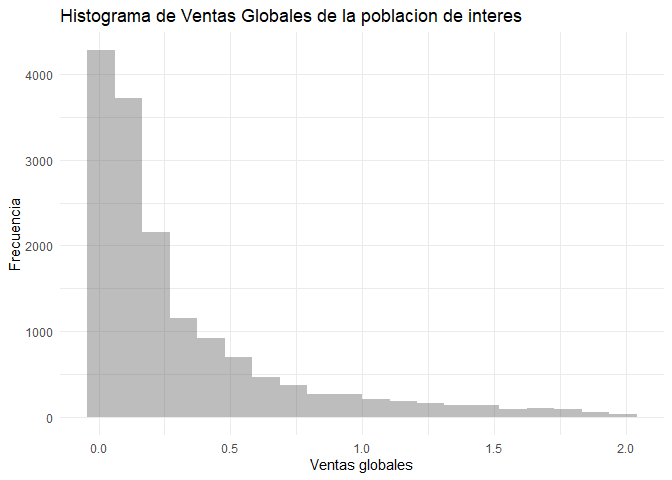 Histograma de Ventas Globales de la poblacion de interes
Frecuencia
4000
3000
2000
1000
0
0.0 0.5 1.0 1.5 2.0
Ventas globales